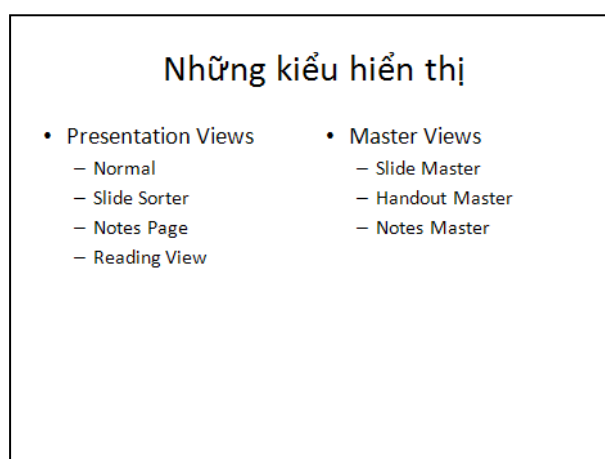 Những kiểu hiển thị
• Presentation Views
– Normal
– Slide Sorter
– Notes Page
– Reading View
• Master Views
– Slide Master
– Handout Master
– Notes Master